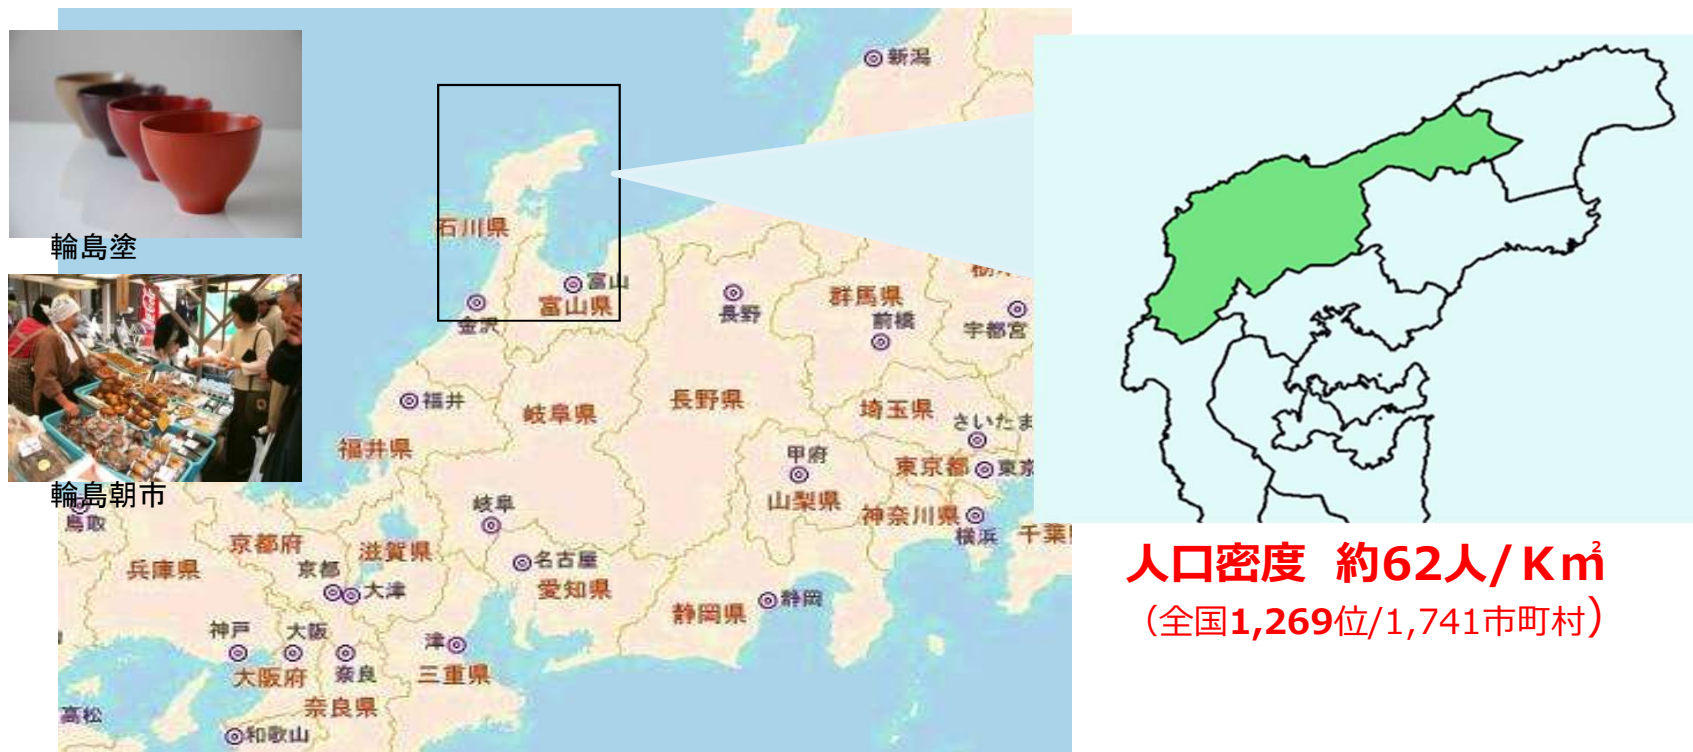 輪島塗
輪島朝市
新潟
石川県
富山
富山県
金沢
長野
群馬県
前橋
宇都宮
福井
岐阜県
長野県
埼玉県
さいたま
福井県
甲府
東京都
東京
山梨県
神奈川県
横浜
千葉
岐阜
鳥取
京都府
滋賀県
兵庫県
京都
大津
名古屋
愛知県
静岡県
静岡
神戸
大阪
津
大阪府
奈良
三重県
奈良県
高松
和歌山
人口密度 約62人/K㎡
（全国1,269位/1,741市町村）